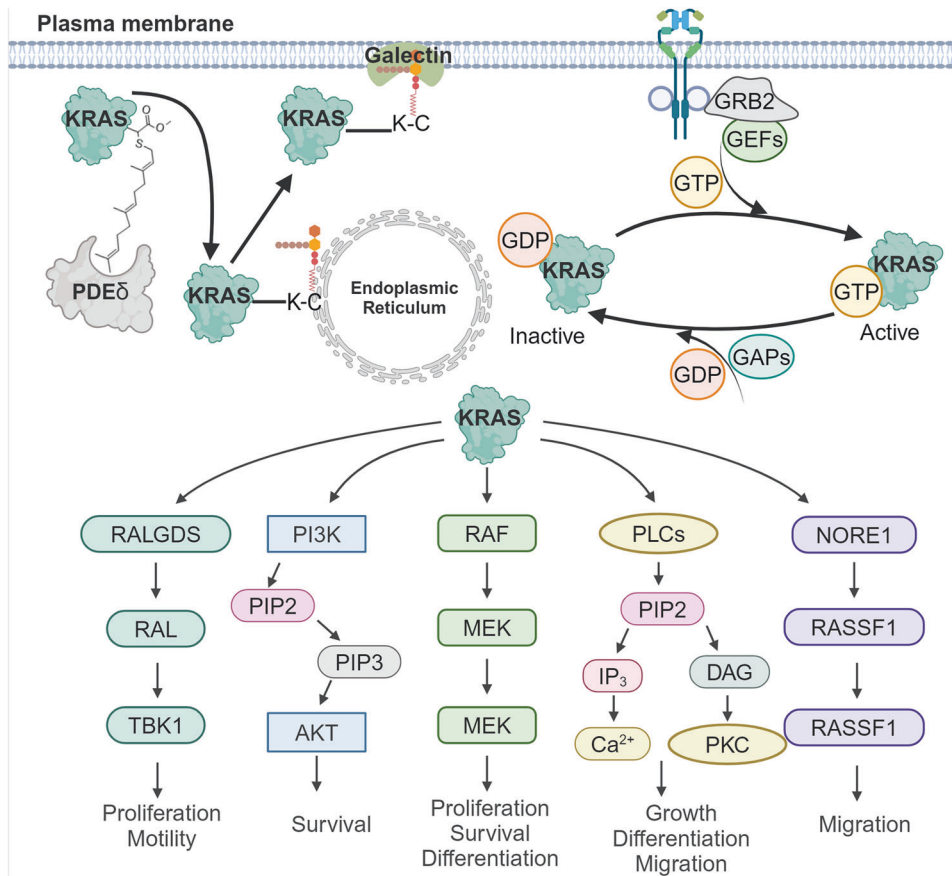 Plasma membrane
Galectin
KRAS
KRAS
K-C
PDEδ
KRAS
K-C
Endoplasmic
Reticulum
GRB2
GEFs
GTP
GDP
KRAS
Inactive
KRAS
GTP
Active
GAPs
GDP
KRAS
RALGDS
PI3K
RAF
PLCs
NORE1
PIP2
RAL
PIP3
MEK
PIP2
RASSF1
IP₃
DAG
TBK1
AKT
MEK
Ca²⁺
PKC
RASSF1
Proliferation
Motility
Survival
Proliferation
Survival
Differentiation
Growth
Differentiation
Migration
Migration
O
O
S